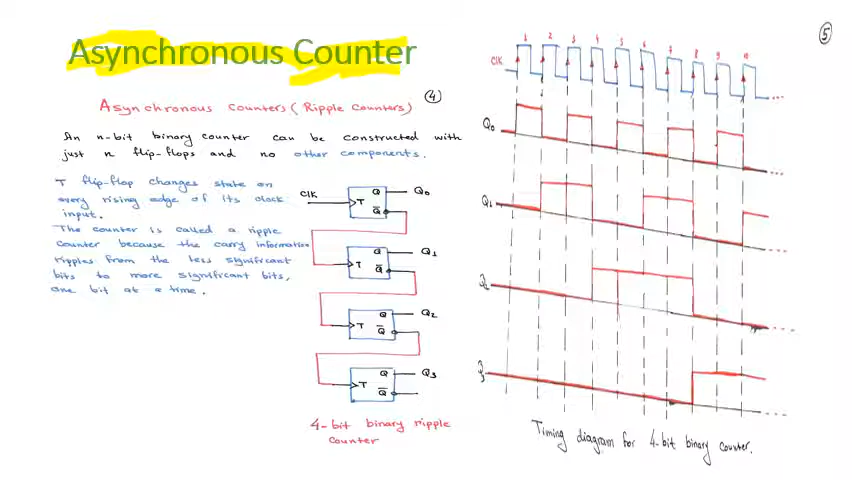 Asynchronous Counter
4
Asynchronous Counters (Ripple Counters)
An n-bit binary counter can be constructed with
just n flip-flops and no other components.
T flip-flop changes state on
every rising edge of its clock
input.
The counter is called a ripple
counter because the carry information
ripples from the less significant
bits to more significant bits,
one bit at a time.
CLK
T
Q
Q̅
Q0
T
Q
Q̅
Q1
T
Q
Q̅
Q2
T
Q
Q̅
Q3
4-bit binary ripple
counter
5
1 2 3 4 5 6 7 8 9 10
CLK
Q0
Q1
Q2
Q3
Timing diagram for 4-bit binary counter.